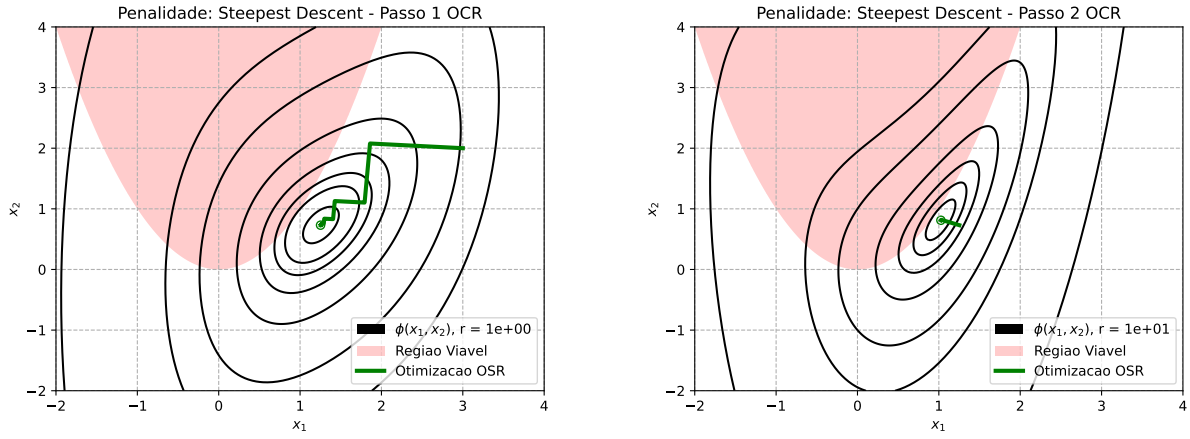 Penalidade: Steepest Descent - Passo 1 OCR
4
3
2
1
0
−1
−2
x₂
−2 −1 0 1 2 3 4
x₁
ϕ(x₁, x₂), r = 1e+00
Regiao Viavel
Otimizacao OSR
Penalidade: Steepest Descent - Passo 2 OCR
4
3
2
1
0
−1
−2
x₂
−2 −1 0 1 2 3 4
x₁
ϕ(x₁, x₂), r = 1e+01
Regiao Viavel
Otimizacao OSR